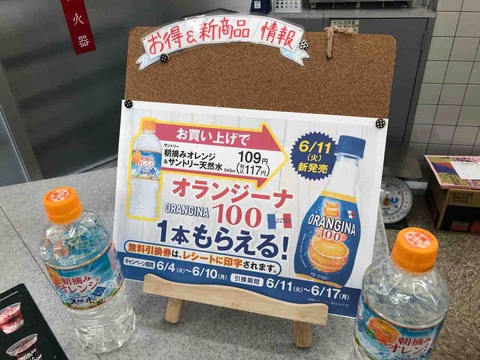 火
器
お得&新商品 情報
お買い上げで
サントリー
朝摘みオレンジ
&サントリー天然水
540ml
109円
(税込117円)
6/11
(火)
新発売
オランジーナ
ORANGINA
100
1本もらえる!
無料引換券は、レシートに印字されます。
キャンペーン期間 6/4(火)~6/10(月)
引換期間 6/11(火)~6/17(月)
ORANGINA
100
朝摘み
オレンジ
天然水
朝摘み
オレンジ